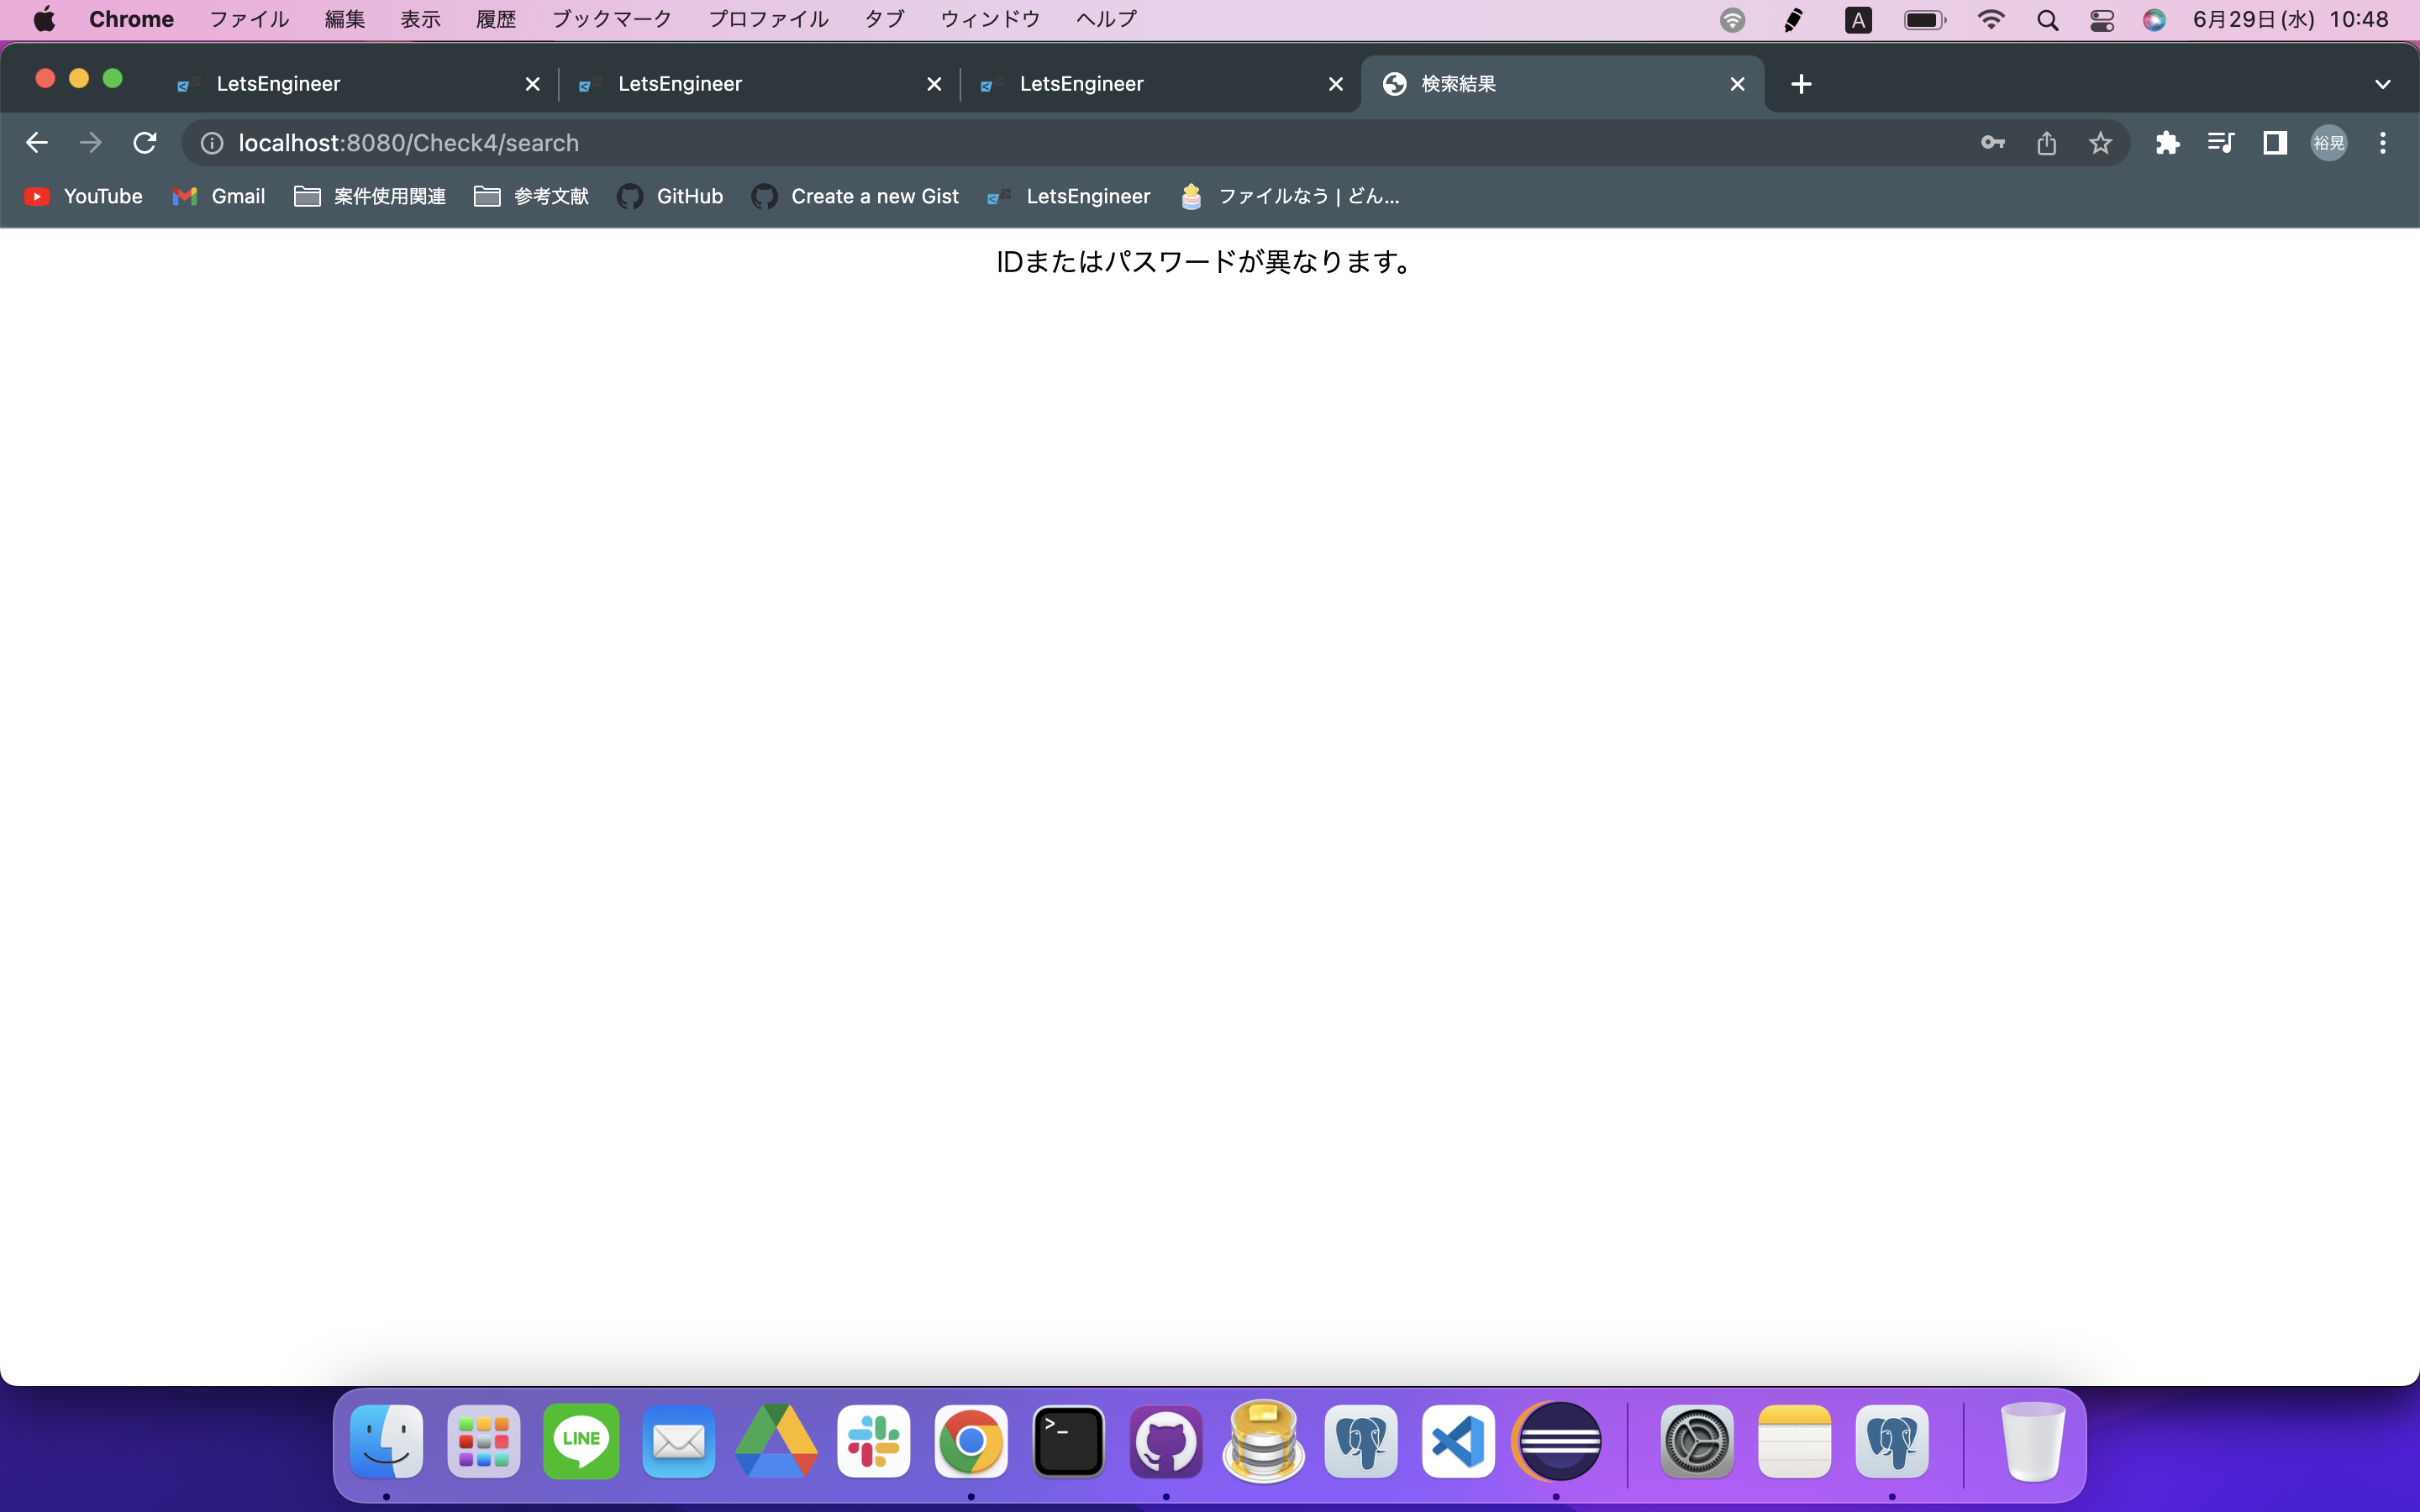 Chrome ファイル 編集 表示 履歴 ブックマーク プロファイル タブ ウィンドウ ヘルプ A 6月29日(水) 10:48
LetsEngineer LetsEngineer LetsEngineer 検索結果
localhost:8080/Check4/search 裕晃
YouTube Gmail 案件使用関連 参考文献 GitHub Create a new Gist LetsEngineer ファイルなう | どん...
IDまたはパスワードが異なります。
LINE